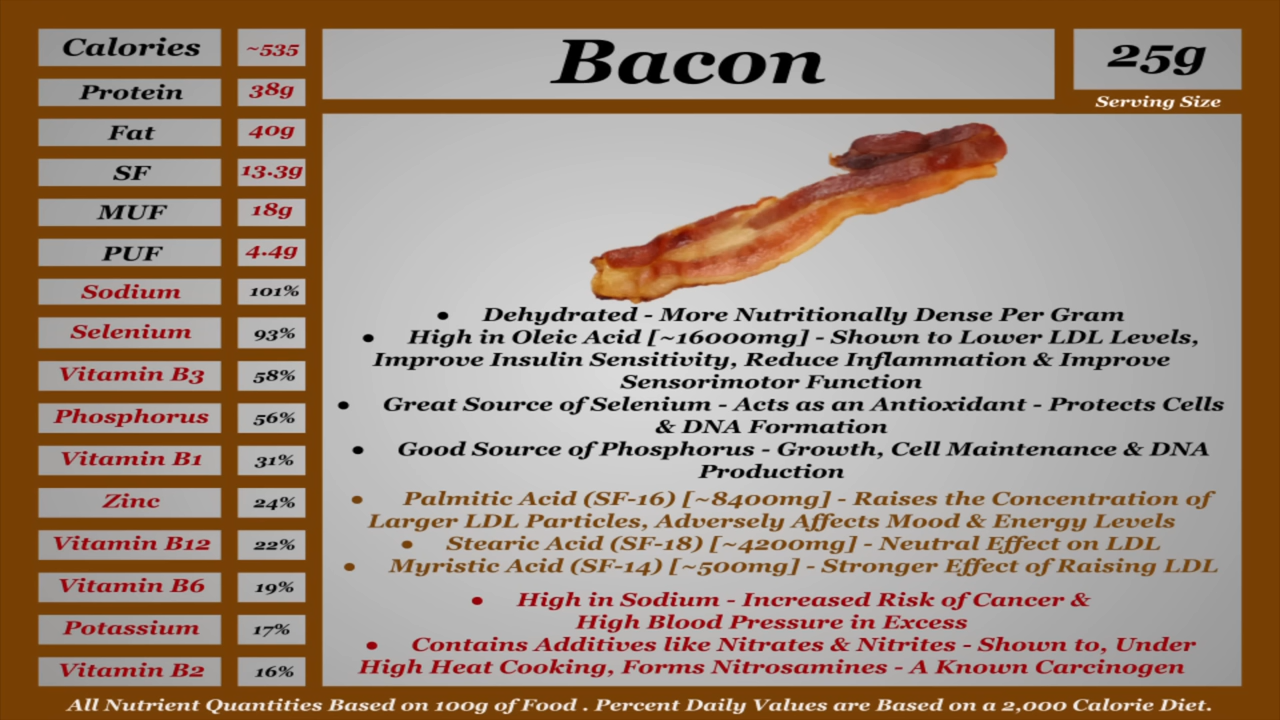 Bacon
25g
Serving Size
Calories ~535
Protein 38g
Fat 40g
SF 13.3g
MUF 18g
PUF 4.4g
Sodium 101%
Selenium 93%
Vitamin B3 58%
Phosphorus 56%
Vitamin B1 31%
Zinc 24%
Vitamin B12 22%
Vitamin B6 19%
Potassium 17%
Vitamin B2 16%
• Dehydrated - More Nutritionally Dense Per Gram
• High in Oleic Acid [~16000mg] - Shown to Lower LDL Levels,
Improve Insulin Sensitivity, Reduce Inflammation & Improve
Sensorimotor Function
• Great Source of Selenium - Acts as an Antioxidant - Protects Cells
& DNA Formation
• Good Source of Phosphorus - Growth, Cell Maintenance & DNA
Production
• Palmitic Acid (SF-16) [~8400mg] - Raises the Concentration of
Larger LDL Particles, Adversely Affects Mood & Energy Levels
• Stearic Acid (SF-18) [~4200mg] - Neutral Effect on LDL
• Myristic Acid (SF-14) [~500mg] - Stronger Effect of Raising LDL
• High in Sodium - Increased Risk of Cancer &
High Blood Pressure in Excess
• Contains Additives like Nitrates & Nitrites - Shown to, Under
High Heat Cooking, Forms Nitrosamines - A Known Carcinogen
All Nutrient Quantities Based on 100g of Food . Percent Daily Values are Based on a 2,000 Calorie Diet.